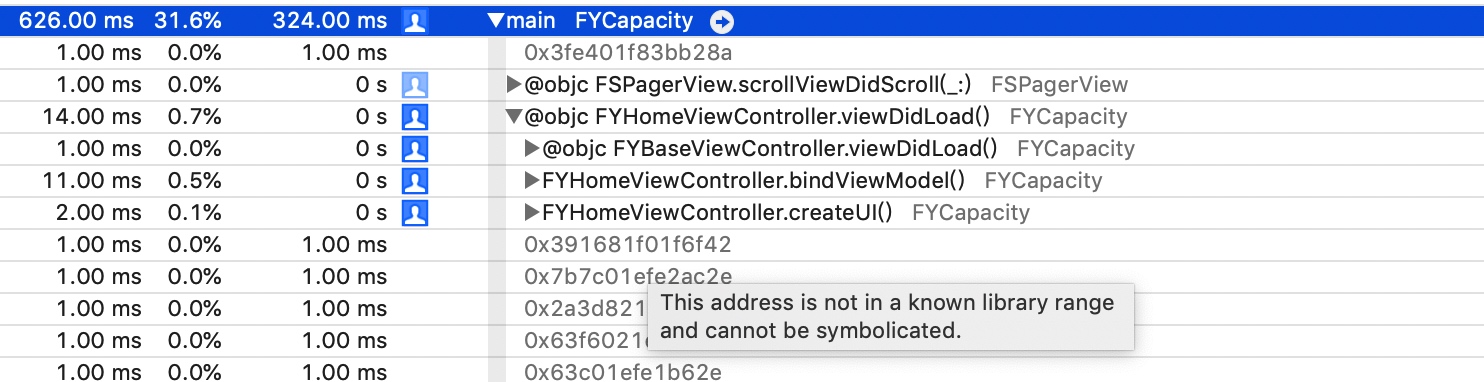 626.00 ms 31.6% 324.00 ms main FYCapacity
1.00 ms 0.0% 1.00 ms 0x3fe401f83bb28a
1.00 ms 0.0% 0 s @objc FSPagerView.scrollViewDidScroll(_:) FSPagerView
14.00 ms 0.7% 0 s @objc FYHomeViewController.viewDidLoad() FYCapacity
1.00 ms 0.0% 0 s @objc FYBaseViewController.viewDidLoad() FYCapacity
11.00 ms 0.5% 0 s FYHomeViewController.bindViewModel() FYCapacity
2.00 ms 0.1% 0 s FYHomeViewController.createUI() FYCapacity
1.00 ms 0.0% 1.00 ms 0x391681f01f6f42
1.00 ms 0.0% 1.00 ms 0x7b7c01efe2ac2e
1.00 ms 0.0% 1.00 ms
This address is not in a known library range
and cannot be symbolicated.
1.00 ms 0.0% 1.00 ms
1.00 ms 0.0% 1.00 ms 0x63c01efe1b62e